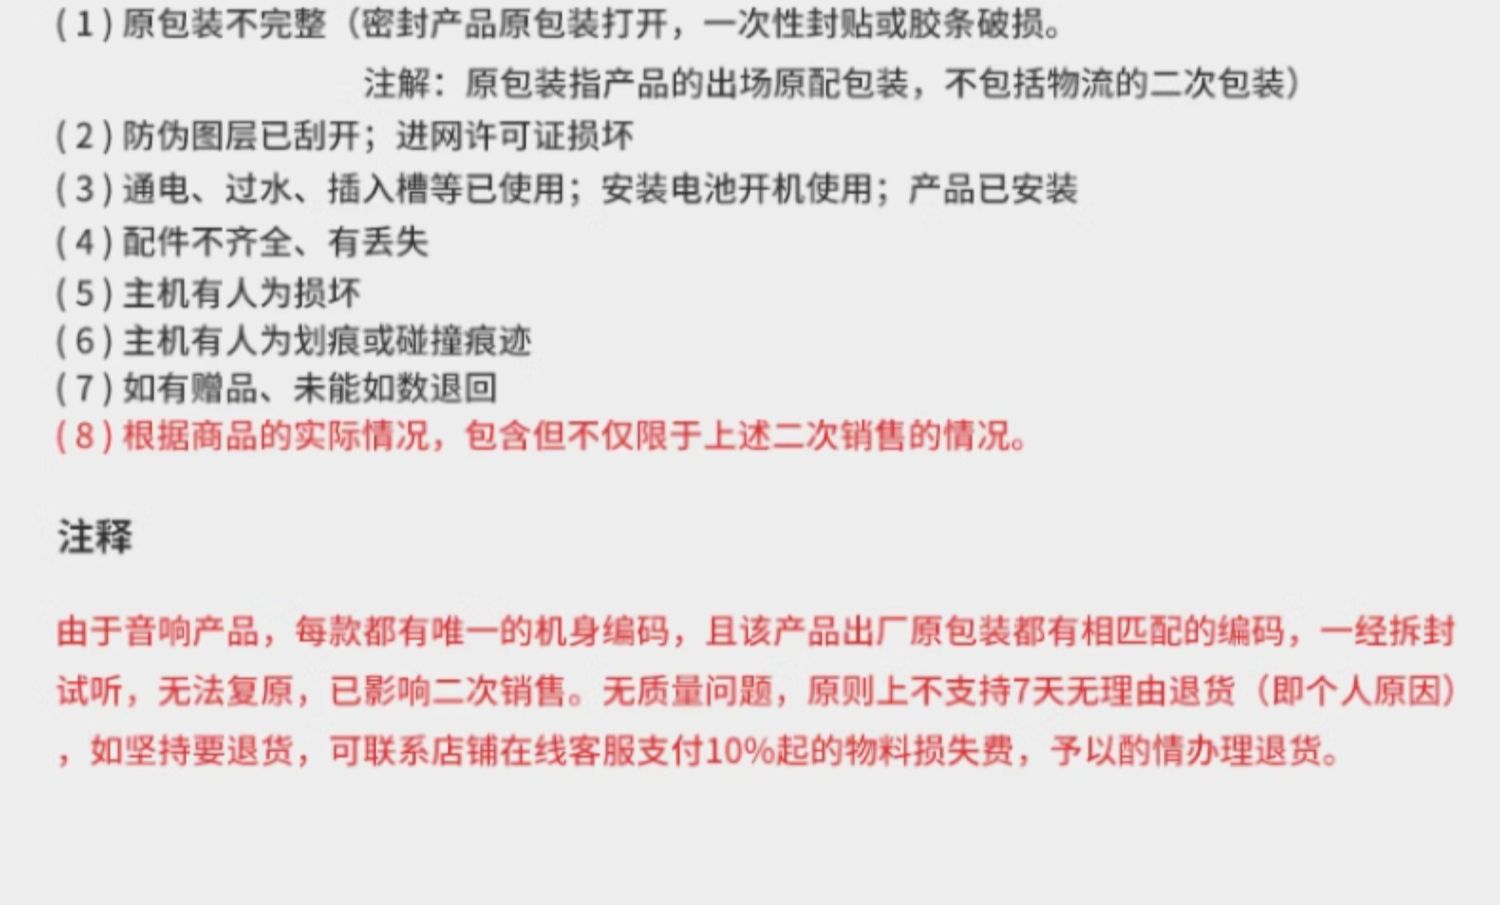 (1)原包装不完整（密封产品原包装打开，一次性封贴或胶条破损。
注解：原包装指产品的出场原配包装，不包括物流的二次包装）
(2)防伪图层已刮开；进网许可证损坏
(3)通电、过水、插入槽等已使用；安装电池开机使用；产品已安装
(4)配件不齐全、有丢失
(5)主机有人为损坏
(6)主机有人为划痕或碰撞痕迹
(7)如有赠品、未能如数退回
(8)根据商品的实际情况，包含但不仅限于上述二次销售的情况。
注释
由于音响产品，每款都有唯一的机身编码，且该产品出厂原包装都有相匹配的编码，一经拆封
试听，无法复原，已影响二次销售。无质量问题，原则上不支持7天无理由退货（即个人原因）
，如坚持要退货，可联系店铺在线客服支付10%起的物料损失费，予以酌情办理退货。